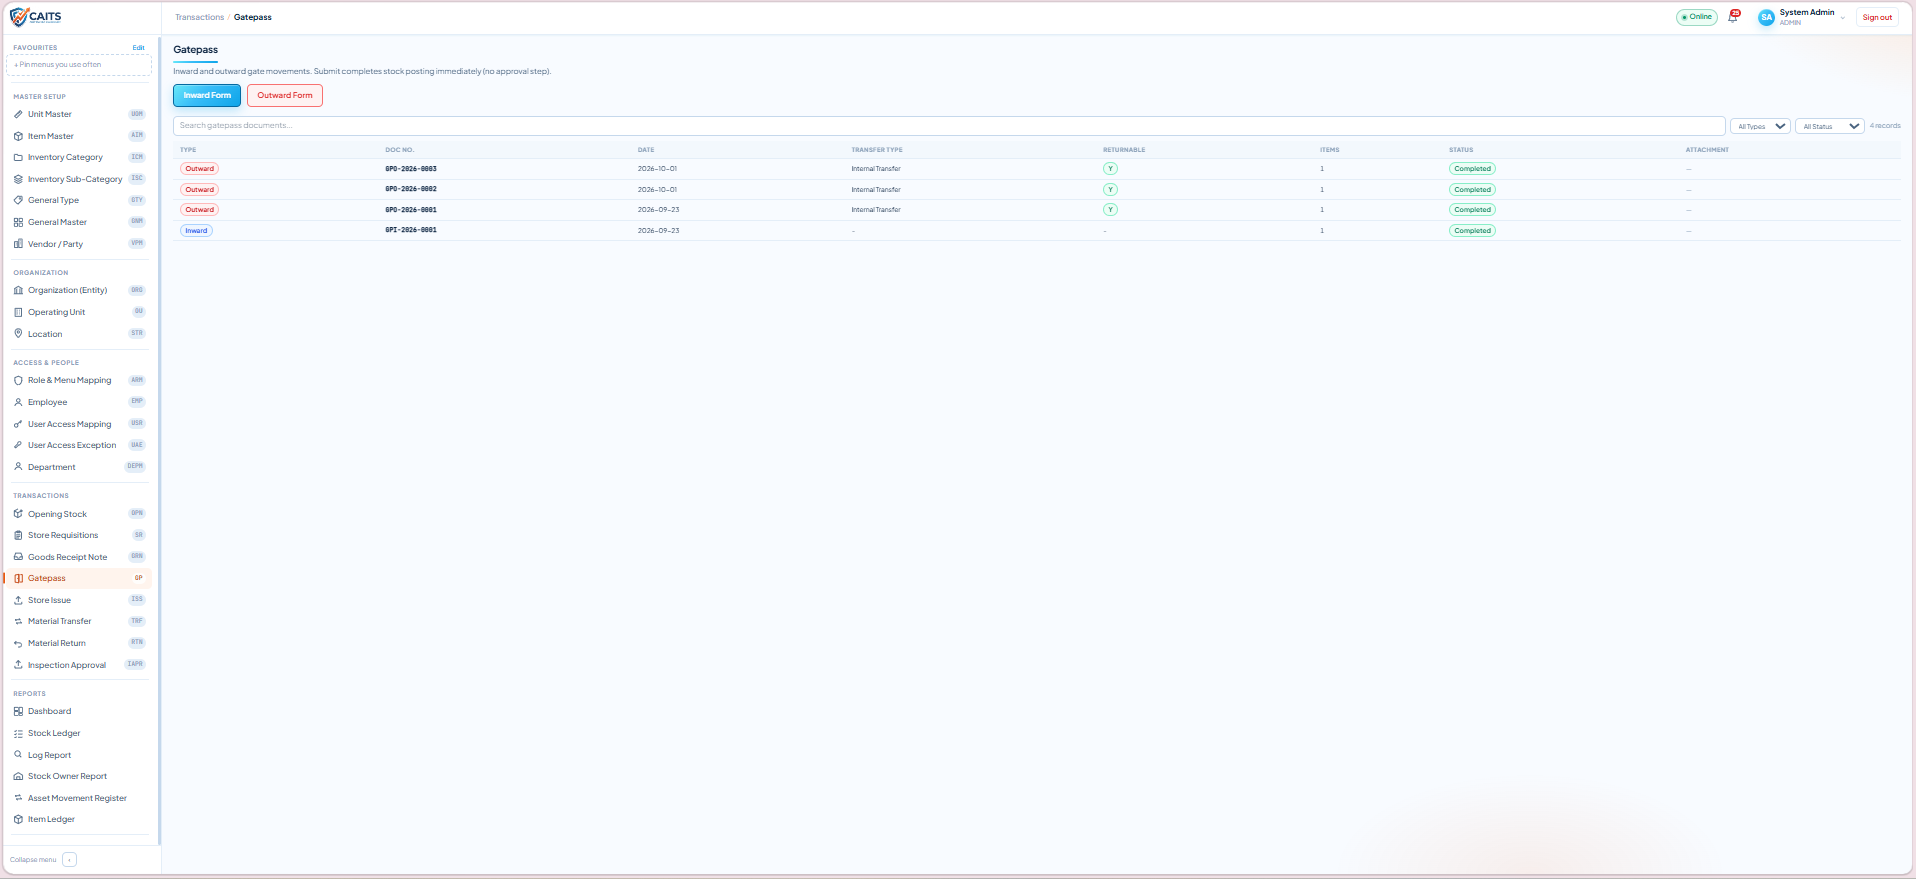 CAITS
Transactions / Gatepass
Online
25
SA
System Admin
ADMIN
Sign out
FAVOURITES
Edit
+ Pin menus you use often
MASTER SETUP
Unit Master UOM
Item Master AIM
Inventory Category ICM
Inventory Sub-Category ISC
General Type GTY
General Master GNM
Vendor / Party VPM
ORGANIZATION
Organization (Entity) ORG
Operating Unit OU
Location STR
ACCESS & PEOPLE
Role & Menu Mapping ARM
Employee EMP
User Access Mapping USR
User Access Exception UAE
Department DEPM
TRANSACTIONS
Opening Stock OPN
Store Requisitions SR
Goods Receipt Note GRN
Gatepass GP
Store Issue ISS
Material Transfer TRF
Material Return RTN
Inspection Approval IAPR
REPORTS
Dashboard
Stock Ledger
Log Report
Stock Owner Report
Asset Movement Register
Item Ledger
Collapse menu ‹
Gatepass
Inward and outward gate movements. Submit completes stock posting immediately (no approval step).
Inward Form
Outward Form
Search gatepass documents...
All Types
All Status
4 records
TYPE DOC NO. DATE TRANSFER TYPE RETURNABLE ITEMS STATUS ATTACHMENT
Outward GPO-2026-0003 2026-10-01 Internal Transfer Y 1 Completed —
Outward GPO-2026-0002 2026-10-01 Internal Transfer Y 1 Completed —
Outward GPO-2026-0001 2026-09-23 Internal Transfer Y 1 Completed —
Inward GPI-2026-0001 2026-09-23 - - 1 Completed —